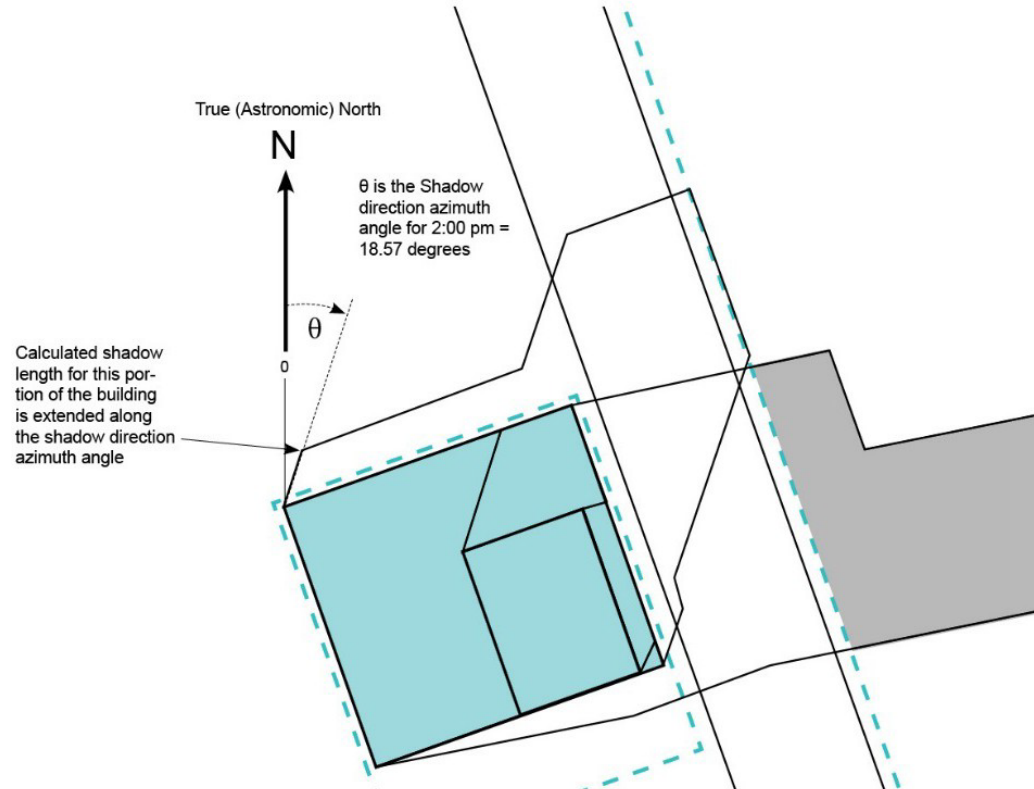 True (Astronomic) North
N
θ is the Shadow
direction azimuth
angle for 2:00 pm =
18.57 degrees
θ
Calculated shadow
length for this por-
tion of the building
is extended along
the shadow direction
azimuth angle
0